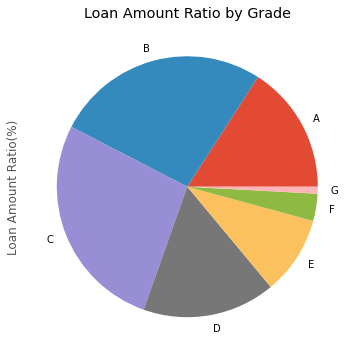 Loan Amount Ratio by Grade
B
A
G
F
E
D
C
Loan Amount Ratio(%)